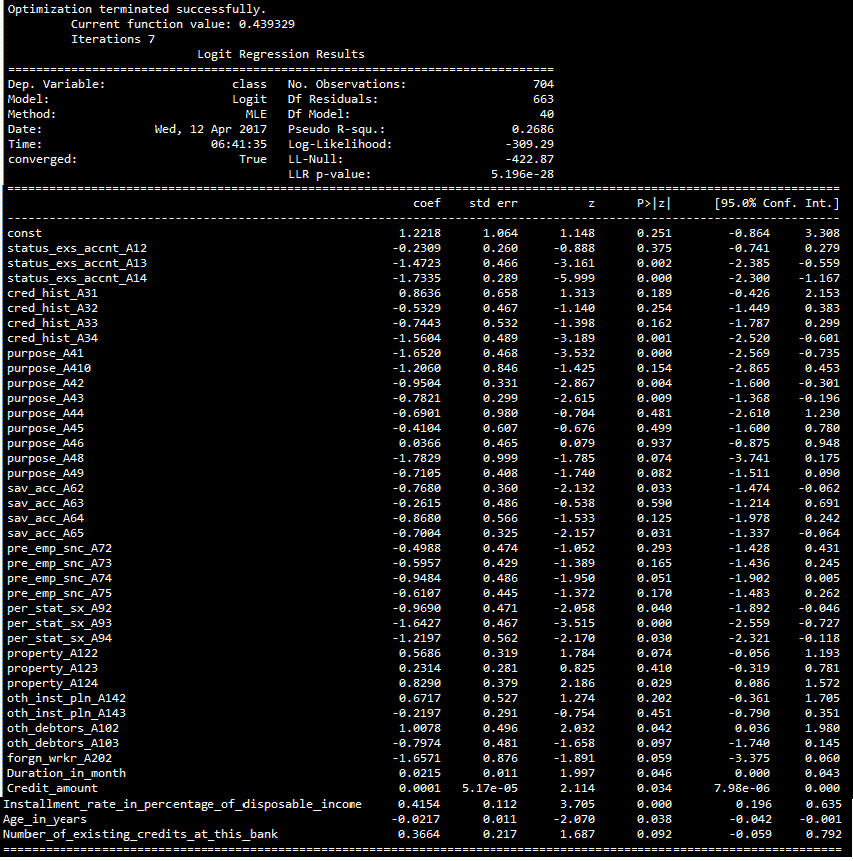 Optimization terminated successfully.
Current function value: 0.439329
Iterations 7
Logit Regression Results
==============================================================================
Dep. Variable: class No. Observations: 704
Model: Logit Df Residuals: 663
Method: MLE Df Model: 40
Date: Wed, 12 Apr 2017 Pseudo R-squ.: 0.2686
Time: 06:41:35 Log-Likelihood: -309.29
converged: True LL-Null: -422.87
LLR p-value: 5.196e-28
==============================================================================
coef std err z P>|z| [95.0% Conf. Int.]
------------------------------------------------------------------------------
const 1.2218 1.064 1.148 0.251 -0.864 3.308
status_exs_accnt_A12 -0.2309 0.260 -0.888 0.375 -0.741 0.279
status_exs_accnt_A13 -1.4723 0.466 -3.161 0.002 -2.385 -0.559
status_exs_accnt_A14 -1.7335 0.289 -5.999 0.000 -2.300 -1.167
cred_hist_A31 0.8636 0.658 1.313 0.189 -0.426 2.153
cred_hist_A32 -0.5329 0.467 -1.140 0.254 -1.449 0.383
cred_hist_A33 -0.7443 0.532 -1.398 0.162 -1.787 0.299
cred_hist_A34 -1.5604 0.489 -3.189 0.001 -2.520 -0.601
purpose_A41 -1.6520 0.468 -3.532 0.000 -2.569 -0.735
purpose_A410 -1.2060 0.846 -1.425 0.154 -2.865 0.453
purpose_A42 -0.9504 0.331 -2.867 0.004 -1.600 -0.301
purpose_A43 -0.7821 0.299 -2.615 0.009 -1.368 -0.196
purpose_A44 -0.6901 0.980 -0.704 0.481 -2.610 1.230
purpose_A45 -0.4104 0.607 -0.676 0.499 -1.600 0.780
purpose_A46 0.0366 0.465 0.079 0.937 -0.875 0.948
purpose_A48 -1.7829 0.999 -1.785 0.074 -3.741 0.175
purpose_A49 -0.7105 0.408 -1.740 0.082 -1.511 0.090
sav_acc_A62 -0.7680 0.360 -2.132 0.033 -1.474 -0.062
sav_acc_A63 -0.2615 0.486 -0.538 0.590 -1.214 0.691
sav_acc_A64 -0.8680 0.566 -1.533 0.125 -1.978 0.242
sav_acc_A65 -0.7004 0.325 -2.157 0.031 -1.337 -0.064
pre_emp_snc_A72 -0.4988 0.474 -1.052 0.293 -1.428 0.431
pre_emp_snc_A73 -0.5957 0.429 -1.389 0.165 -1.436 0.245
pre_emp_snc_A74 -0.9484 0.486 -1.950 0.051 -1.902 0.005
pre_emp_snc_A75 -0.6107 0.445 -1.372 0.170 -1.483 0.262
per_stat_sx_A92 -0.9690 0.471 -2.058 0.040 -1.892 -0.046
per_stat_sx_A93 -1.6427 0.467 -3.515 0.000 -2.559 -0.727
per_stat_sx_A94 -1.2197 0.562 -2.170 0.030 -2.321 -0.118
property_A122 0.5686 0.319 1.784 0.074 -0.056 1.193
property_A123 0.2314 0.281 0.825 0.410 -0.319 0.781
property_A124 0.8290 0.379 2.186 0.029 0.086 1.572
oth_inst_pln_A142 0.6717 0.527 1.274 0.202 -0.361 1.705
oth_inst_pln_A143 -0.2197 0.291 -0.754 0.451 -0.790 0.351
oth_debtors_A102 1.0078 0.496 2.032 0.042 0.036 1.980
oth_debtors_A103 -0.7974 0.481 -1.658 0.097 -1.740 0.145
forgn_wrkr_A202 -1.6571 0.876 -1.891 0.059 -3.375 0.060
Duration_in_month 0.0215 0.011 1.997 0.046 0.000 0.043
Credit_amount 0.0001 5.17e-05 2.114 0.034 7.98e-06 0.000
Installment_rate_in_percentage_of_disposable_income 0.4154 0.112 3.705 0.000 0.196 0.635
Age_in_years -0.0217 0.011 -2.070 0.038 -0.042 -0.001
Number_of_existing_credits_at_this_bank 0.3664 0.217 1.687 0.092 -0.059 0.792
==============================================================================